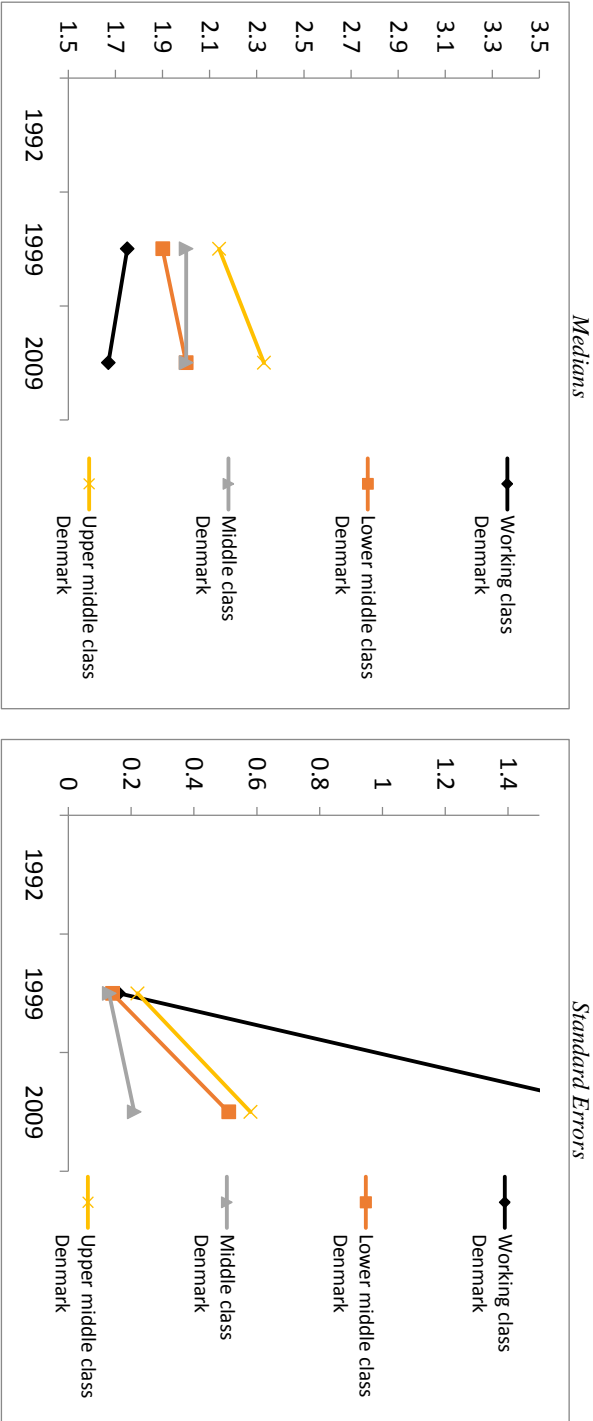 Medians
3.5
3.3
3.1
2.9
2.7
2.5
2.3
2.1
1.9
1.7
1.5
1992
1999
2009
Working class
Denmark
Lower middle class
Denmark
Middle class
Denmark
Upper middle class
Denmark
Standard Errors
1.4
1.2
1
0.8
0.6
0.4
0.2
0
1992
1999
2009
Working class
Denmark
Lower middle class
Denmark
Middle class
Denmark
Upper middle class
Denmark